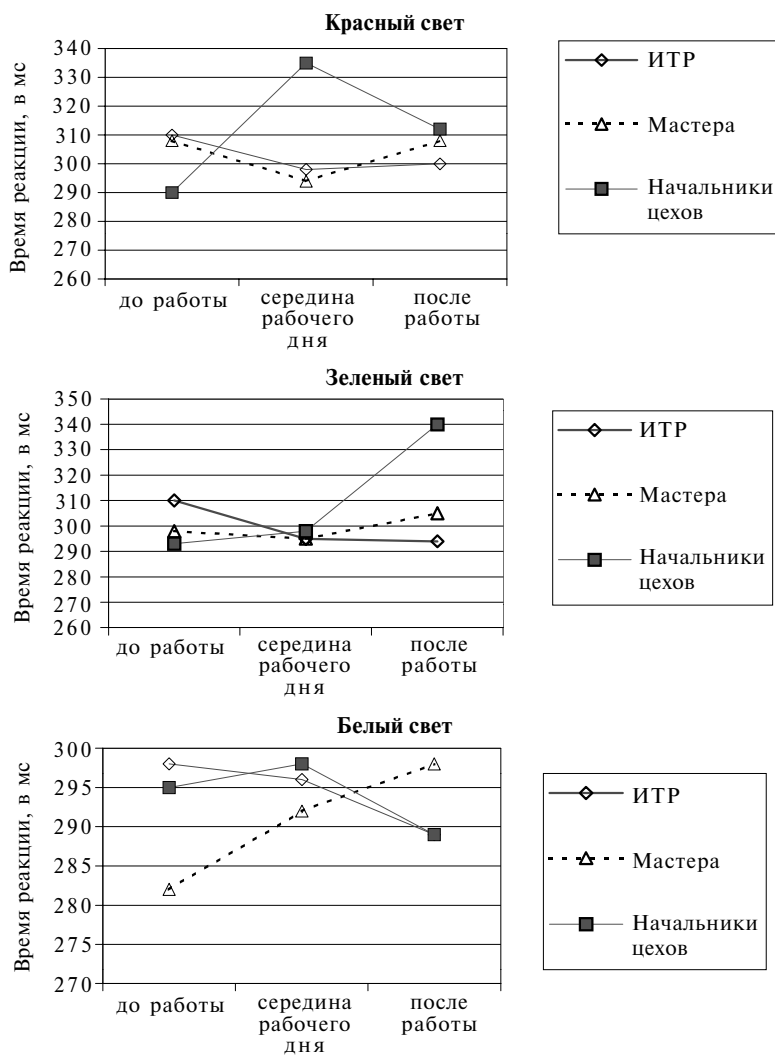 Красный свет
Время реакции, в мс
340
330
320
310
300
290
280
270
260
до работы
середина
рабочего
дня
после
работы
ИТР
Мастера
Начальники
цехов
Зеленый свет
Время реакции, в мс
350
340
330
320
310
300
290
280
270
260
до работы
середина
рабочего
дня
после
работы
ИТР
Мастера
Начальники
цехов
Белый свет
Время реакции, в мс
300
295
290
285
280
275
270
до работы
середина
рабочего
дня
после
работы
ИТР
Мастера
Начальники
цехов